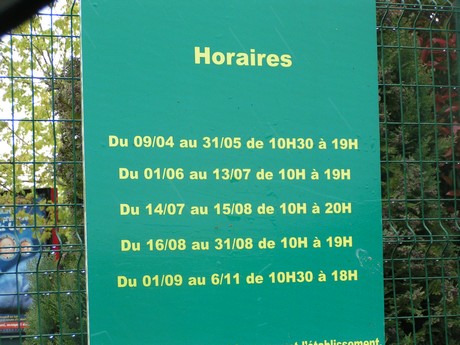 Horaires
Du 09/04 au 31/05 de 10H30 à 19H
Du 01/06 au 13/07 de 10H à 19H
Du 14/07 au 15/08 de 10H à 20H
Du 16/08 au 31/08 de 10H à 19H
Du 01/09 au 6/11 de 10H30 à 18H
l'établissement.